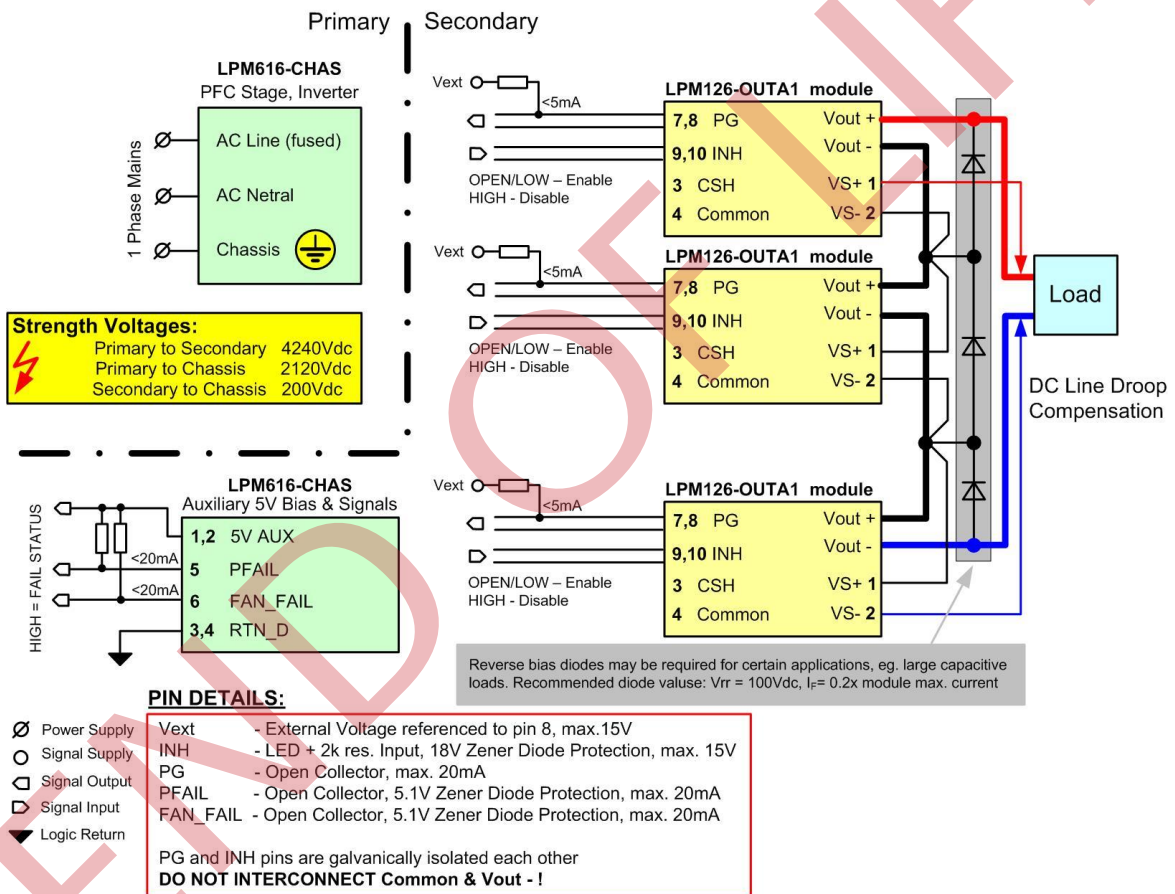 Primary
Secondary
LPM616-CHAS
PFC Stage, Inverter
1 Phase Mains
AC Line (fused)
AC Netral
Chassis
Strength Voltages:
Primary to Secondary 4240Vdc
Primary to Chassis 2120Vdc
Secondary to Chassis 200Vdc
LPM616-CHAS
Auxiliary 5V Bias & Signals
HIGH = FAIL STATUS
1,2 5V AUX
<20mA
5 PFAIL
<20mA
6 FAN_FAIL
3,4 RTN_D
Vext
<5mA
OPEN/LOW – Enable
HIGH - Disable
LPM126-OUTA1 module
7,8 PG Vout +
9,10 INH Vout -
3 CSH VS+ 1
4 Common VS- 2
Vext
<5mA
OPEN/LOW – Enable
HIGH - Disable
LPM126-OUTA1 module
7,8 PG Vout +
9,10 INH Vout -
3 CSH VS+ 1
4 Common VS- 2
Vext
<5mA
OPEN/LOW – Enable
HIGH - Disable
LPM126-OUTA1 module
7,8 PG Vout +
9,10 INH Vout -
3 CSH VS+ 1
4 Common VS- 2
Load
DC Line Droop
Compensation
Reverse bias diodes may be required for certain applications, eg. large capacitive
loads. Recommended diode valuse: Vrr = 100Vdc, IF= 0.2x module max. current
PIN DETAILS:
Power Supply
Signal Supply
Signal Output
Signal Input
Logic Return
Vext - External Voltage referenced to pin 8, max.15V
INH - LED + 2k res. Input, 18V Zener Diode Protection, max. 15V
PG - Open Collector, max. 20mA
PFAIL - Open Collector, 5.1V Zener Diode Protection, max. 20mA
FAN_FAIL - Open Collector, 5.1V Zener Diode Protection, max. 20mA
PG and INH pins are galvanically isolated each other
DO NOT INTERCONNECT Common & Vout - !
END OF LIF